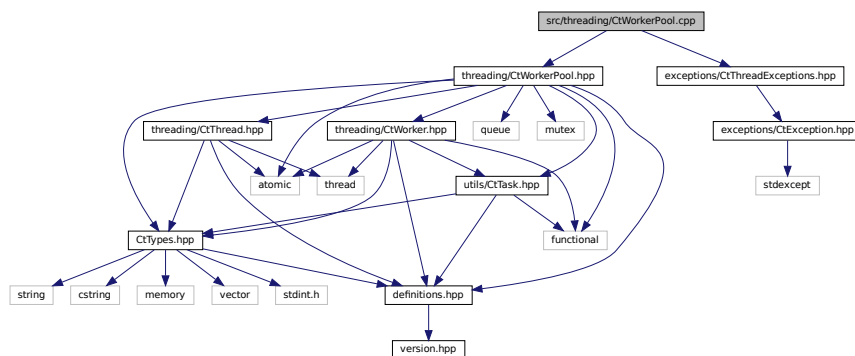 src/threading/CtWorkerPool.cpp
threading/CtWorkerPool.hpp
exceptions/CtThreadExceptions.hpp
threading/CtThread.hpp
threading/CtWorker.hpp
queue
mutex
exceptions/CtException.hpp
atomic
thread
utils/CtTask.hpp
stdexcept
CtTypes.hpp
functional
string
cstring
memory
vector
stdint.h
definitions.hpp
version.hpp